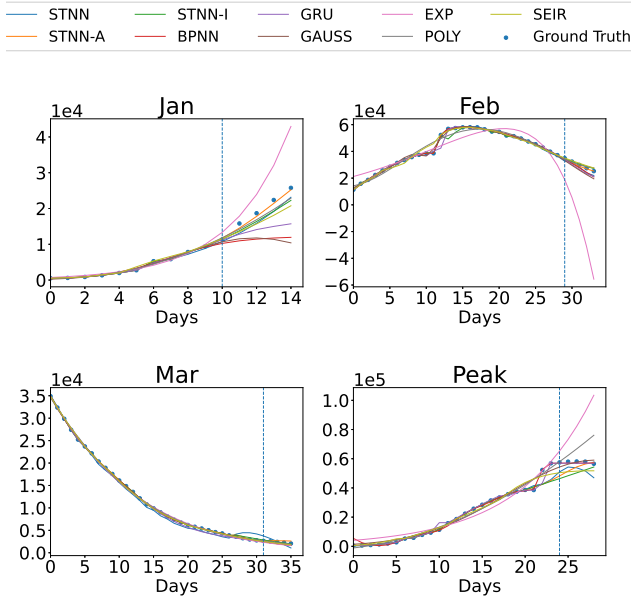 STNN STNN-I GRU EXP SEIR
STNN-A BPNN GAUSS POLY Ground Truth
Jan Feb
1e4 1e4
4 3 2 1 0
6 4 2 0 −2 −4 −6
0 2 4 6 8 10 12 14
0 5 10 15 20 25 30
Days Days
Mar Peak
1e4 1e5
3.5 3.0 2.5 2.0 1.5 1.0 0.5 0.0
1.0 0.8 0.6 0.4 0.2 0.0
0 5 10 15 20 25 30 35
0 5 10 15 20 25
Days Days